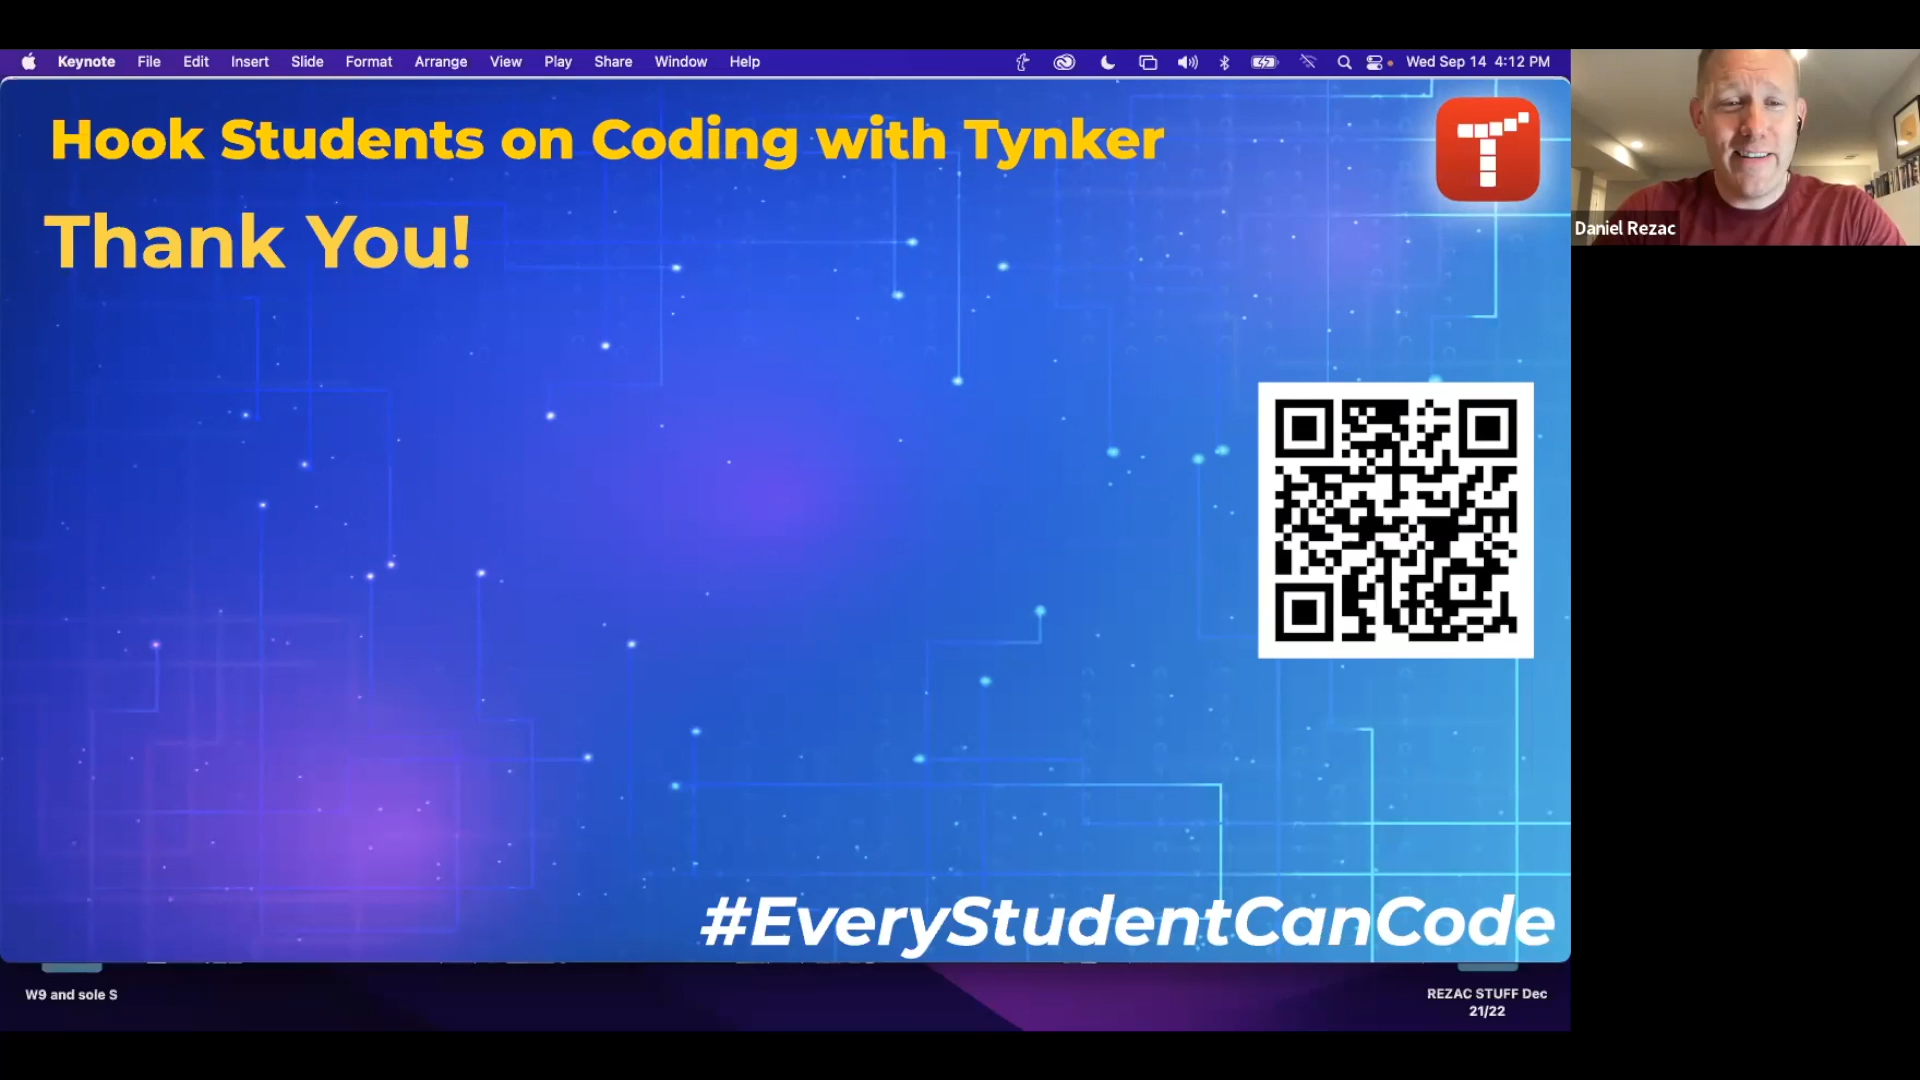 Keynote File Edit Insert Slide Format Arrange View Play Share Window Help Wed Sep 14 4:12 PM
Hook Students on Coding with Tynker
Thank You!
Daniel Rezac
#EveryStudentCanCode
W9 and sole S
REZAC STUFF Dec
21/22